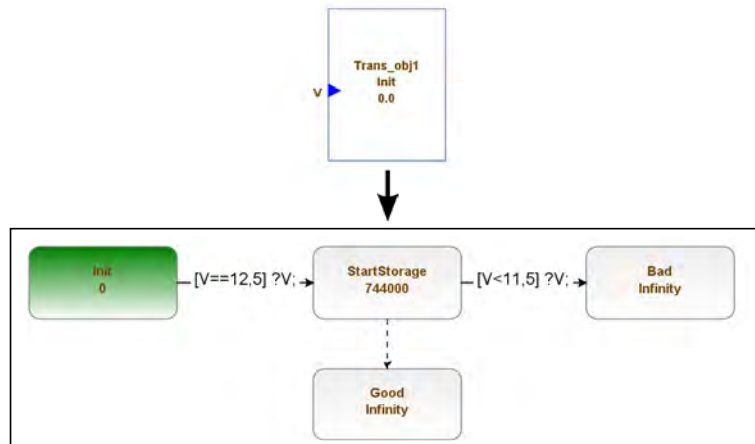 Trans_obj1
Init
0.0
V
Init
0
[V==12,5] ?V;
StartStorage
744000
[V<11,5] ?V;
Bad
Infinity
Good
Infinity